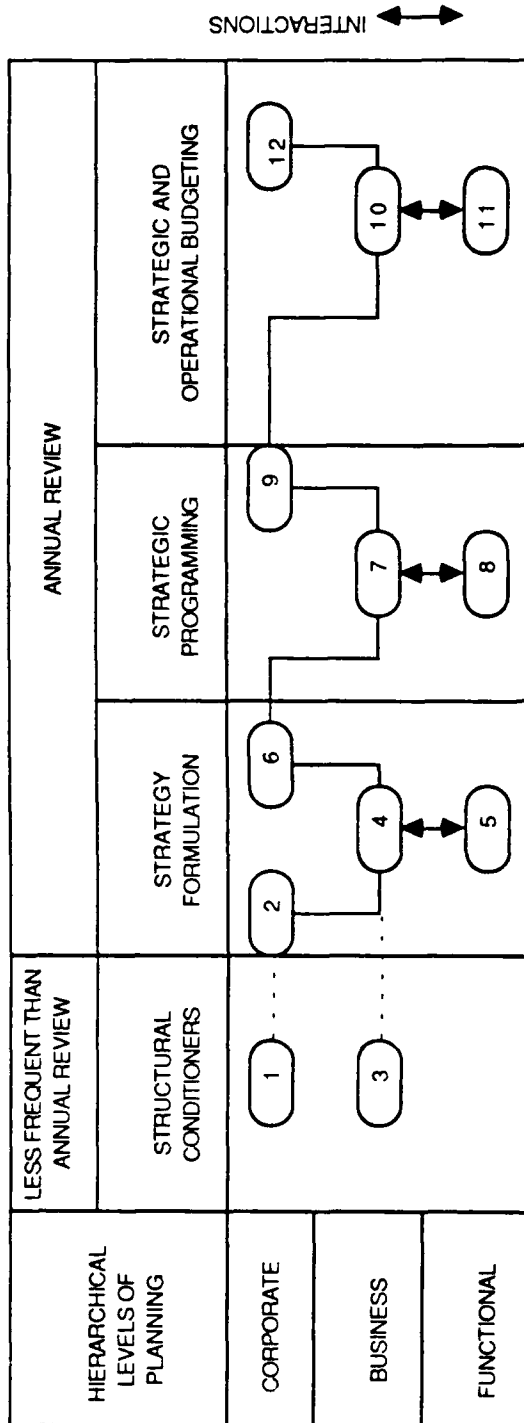 LESS FREQUENT THAN
ANNUAL REVIEW
ANNUAL REVIEW
HIERARCHICAL
LEVELS OF
PLANNING
STRUCTURAL
CONDITIONERS
STRATEGY
FORMULATION
STRATEGIC
PROGRAMMING
STRATEGIC AND
OPERATIONAL BUDGETING
CORPORATE
1
2
6
9
12
BUSINESS
3
4
7
10
FUNCTIONAL
5
8
11
INTERACTIONS